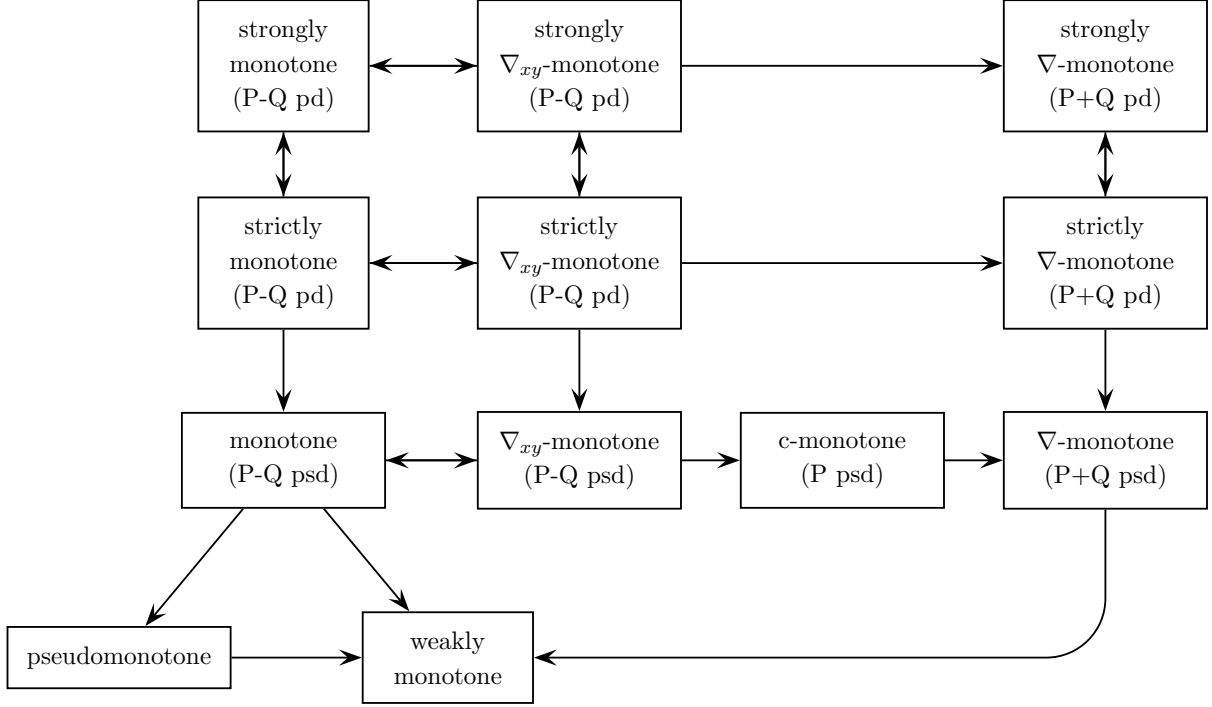 strongly
monotone
(P-Q pd)
strongly
∇xy-monotone
(P-Q pd)
strongly
∇-monotone
(P+Q pd)
strictly
monotone
(P-Q pd)
strictly
∇xy-monotone
(P-Q pd)
strictly
∇-monotone
(P+Q pd)
monotone
(P-Q psd)
∇xy-monotone
(P-Q psd)
c-monotone
(P psd)
∇-monotone
(P+Q psd)
pseudomonotone
weakly
monotone